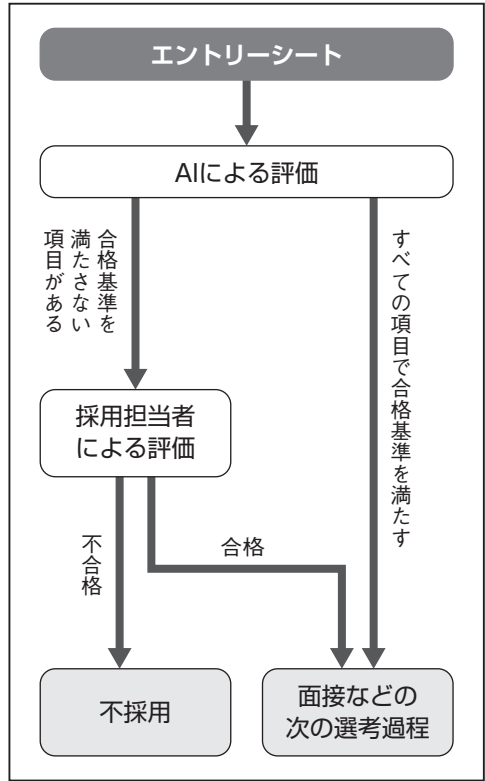 エントリーシート
AIによる評価
合格基準を
満たさない
項目がある
すべての項目で合格基準を満たす
採用担当者
による評価
不合格
合格
不採用
面接などの
次の選考過程